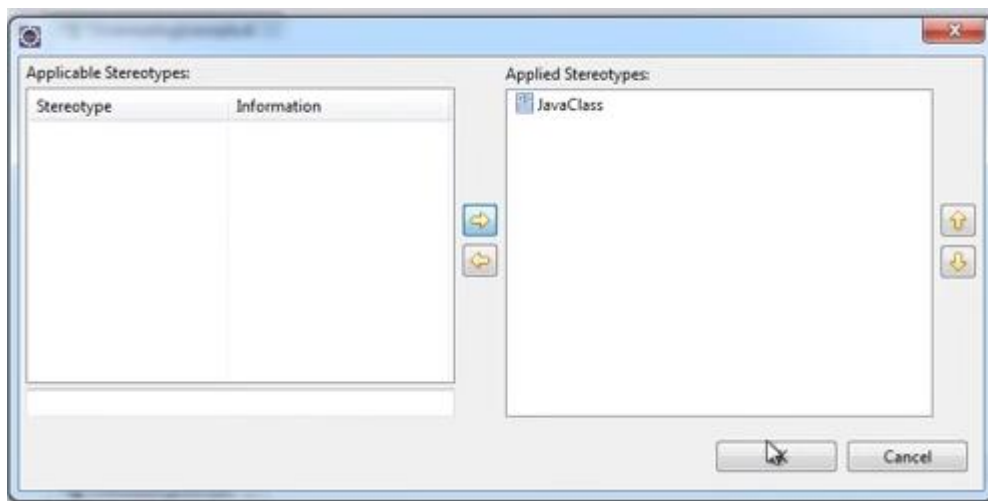 Applicable Stereotypes:
Stereotype Information
Applied Stereotypes:
JavaClass
Cancel